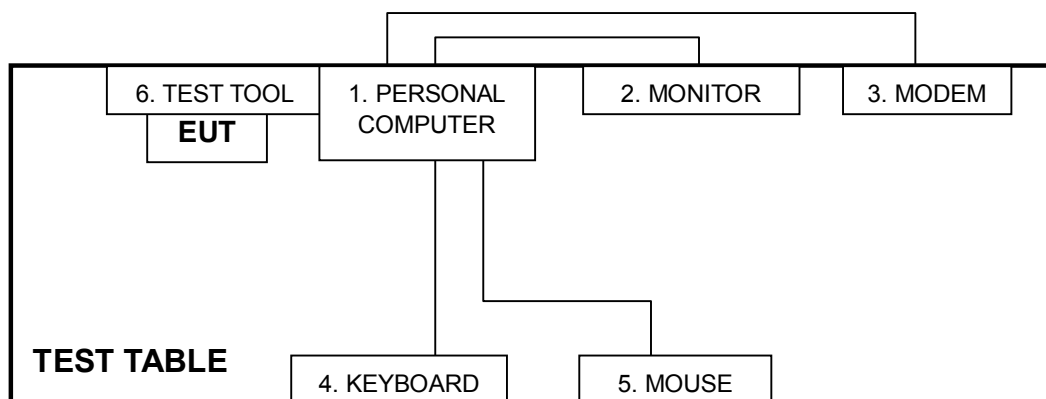 6. TEST TOOL
1. PERSONAL
COMPUTER
2. MONITOR
3. MODEM
EUT
TEST TABLE
4. KEYBOARD
5. MOUSE